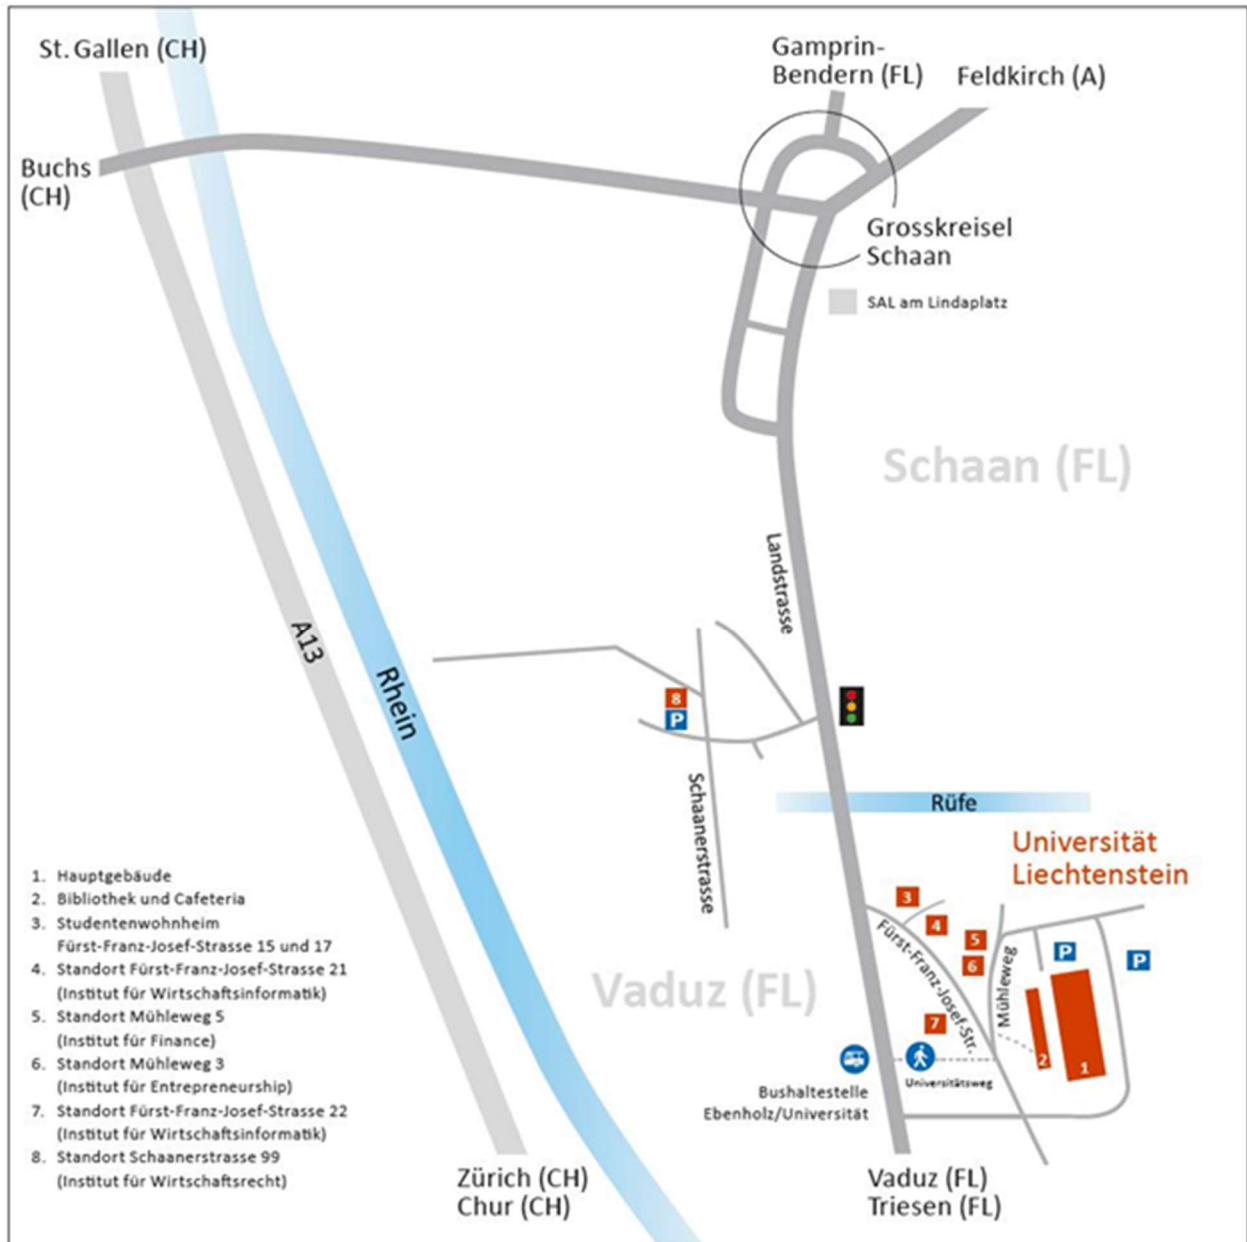 St. Gallen (CH)
Gamprin-
Bendern (FL)
Feldkirch (A)
Buchs
(CH)
Grosskreisel
Schaan
SAL am Lindaplatz
Schaan (FL)
Landstrasse
A13
Rhein
8
P
Schaanerstrasse
Rüfe
Universität
Liechtenstein
1. Hauptgebäude
2. Bibliothek und Cafeteria
3. Studentenwohnheim
Fürst-Franz-Josef-Strasse 15 und 17
4. Standort Fürst-Franz-Josef-Strasse 21
(Institut für Wirtschaftsinformatik)
5. Standort Mühleweg 5
(Institut für Finance)
6. Standort Mühleweg 3
(Institut für Entrepreneurship)
7. Standort Fürst-Franz-Josef-Strasse 22
(Institut für Wirtschaftsinformatik)
8. Standort Schaanerstrasse 99
(Institut für Wirtschaftsrecht)
Vaduz (FL)
3
4
5
6
Fürst-Franz-Josef-Str.
Mühleweg
P
P
7
2
1
Universitätsweg
Bushaltestelle
Ebenholz/Universität
Zürich (CH)
Chur (CH)
Vaduz (FL)
Triesen (FL)